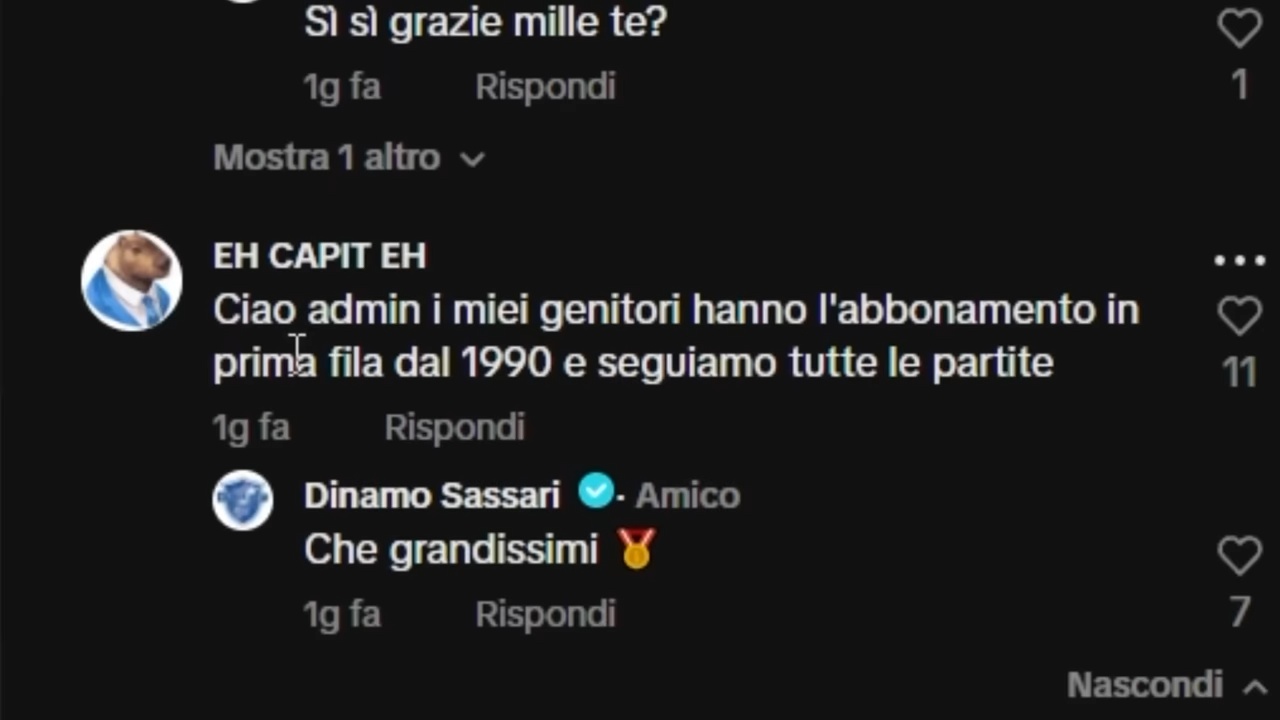 Sì sì grazie mille te?
1g fa Rispondi 1
Mostra 1 altro
EH CAPIT EH
Ciao admin i miei genitori hanno l'abbonamento in
prima fila dal 1990 e seguiamo tutte le partite
11
1g fa Rispondi
Dinamo Sassari · Amico
Che grandissimi 🏅
1g fa Rispondi 7
Nascondi